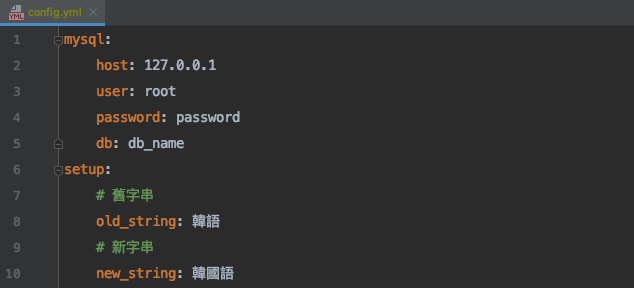 config.yml
1 mysql:
2 host: 127.0.0.1
3 user: root
4 password: password
5 db: db_name
6 setup:
7 # 舊字串
8 old_string: 韓語
9 # 新字串
10 new_string: 韓國語